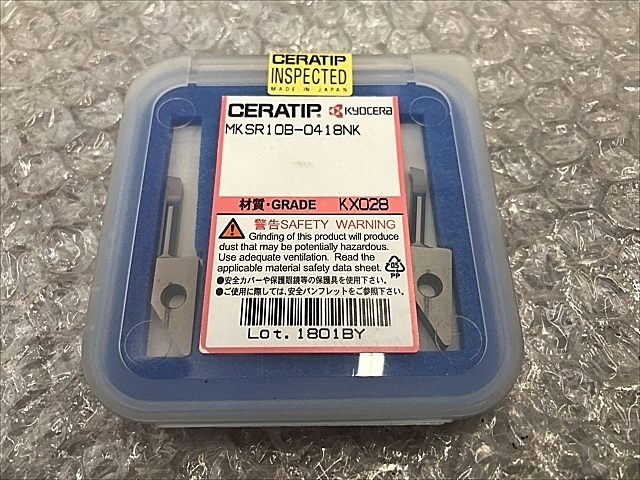 CERATIP
INSPECTED
MADE IN JAPAN
CERATIP. KYOCERA
MKSR10B-0418NK
材質・GRADE KX028
警告SAFETY WARNING
Grinding of this product will produce
dust that may be potentially hazardous.
Use adequate ventilation. Read the
applicable material safety data sheet.
05
PP
●安全カバーや保護眼鏡等の保護具を使用下さい。
●ご使用に際しては、安全パンフレットをご参照下さい。
Lot. 1801BY